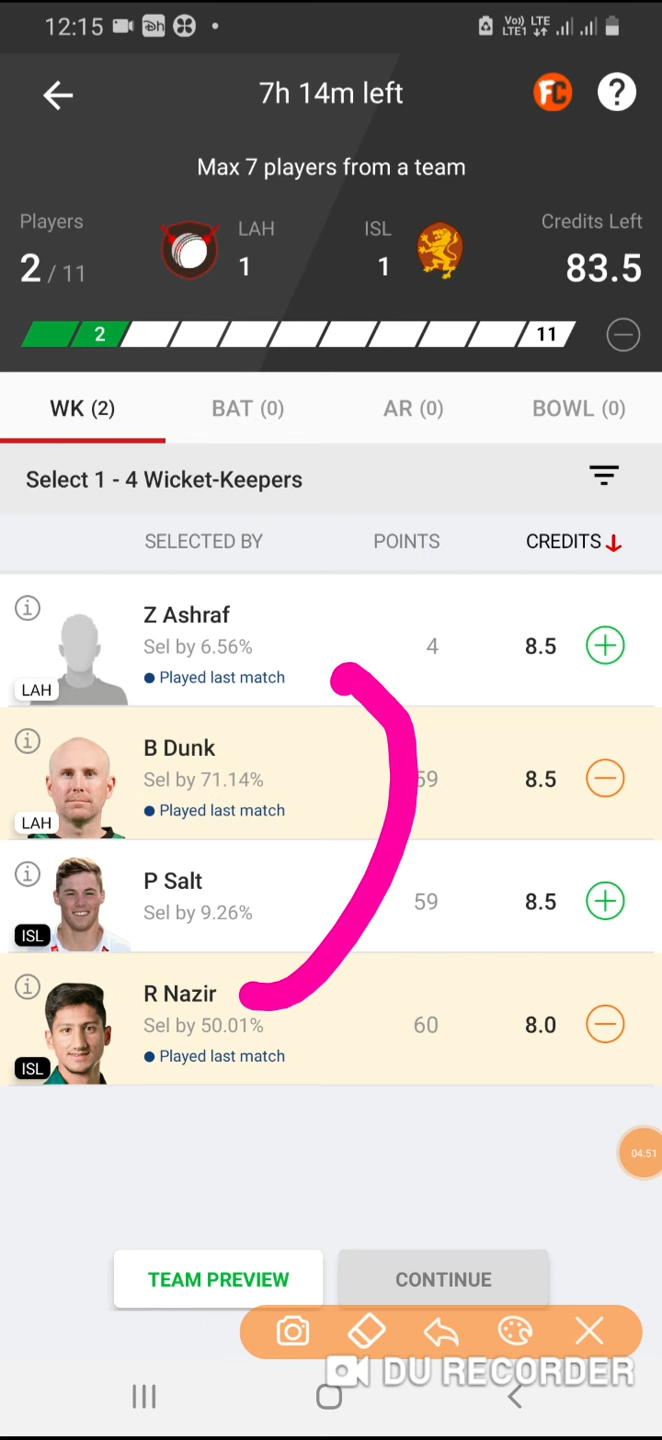 12:15
Vo)) LTE
LTE1
7h 14m left
FC ?
Max 7 players from a team
Players LAH ISL Credits Left
2 / 11 1 1 83.5
2 11
WK (2) BAT (0) AR (0) BOWL (0)
Select 1 - 4 Wicket-Keepers
SELECTED BY POINTS CREDITS
Z Ashraf
Sel by 6.56% 4 8.5
Played last match
LAH
B Dunk
Sel by 71.14% 59 8.5
Played last match
LAH
P Salt
Sel by 9.26% 59 8.5
ISL
R Nazir
Sel by 50.01% 60 8.0
Played last match
ISL
04:51
TEAM PREVIEW CONTINUE
DU RECORDER